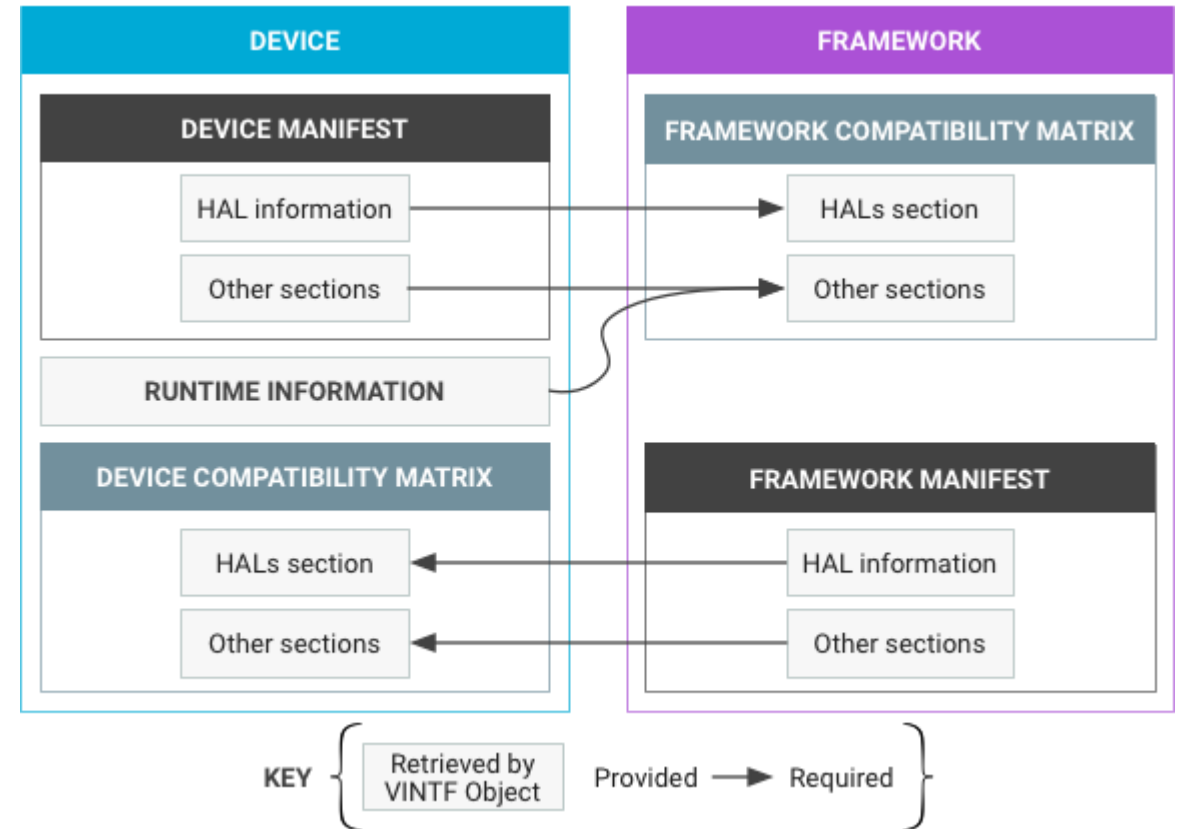 DEVICE
DEVICE MANIFEST
HAL information
Other sections
RUNTIME INFORMATION
DEVICE COMPATIBILITY MATRIX
HALs section
Other sections
FRAMEWORK
FRAMEWORK COMPATIBILITY MATRIX
HALs section
Other sections
FRAMEWORK MANIFEST
HAL information
Other sections
KEY
Retrieved by
VINTF Object
Provided
Required